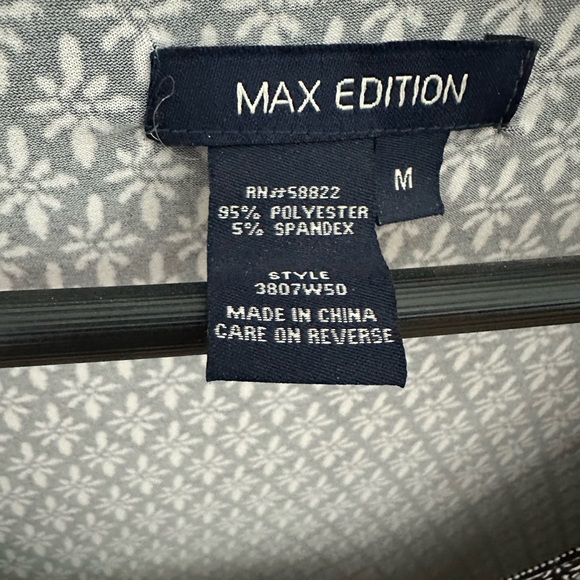 MAX EDITION
M
RN#58822
95% POLYESTER
5% SPANDEX
STYLE
3807W50
MADE IN CHINA
CARE ON REVERSE